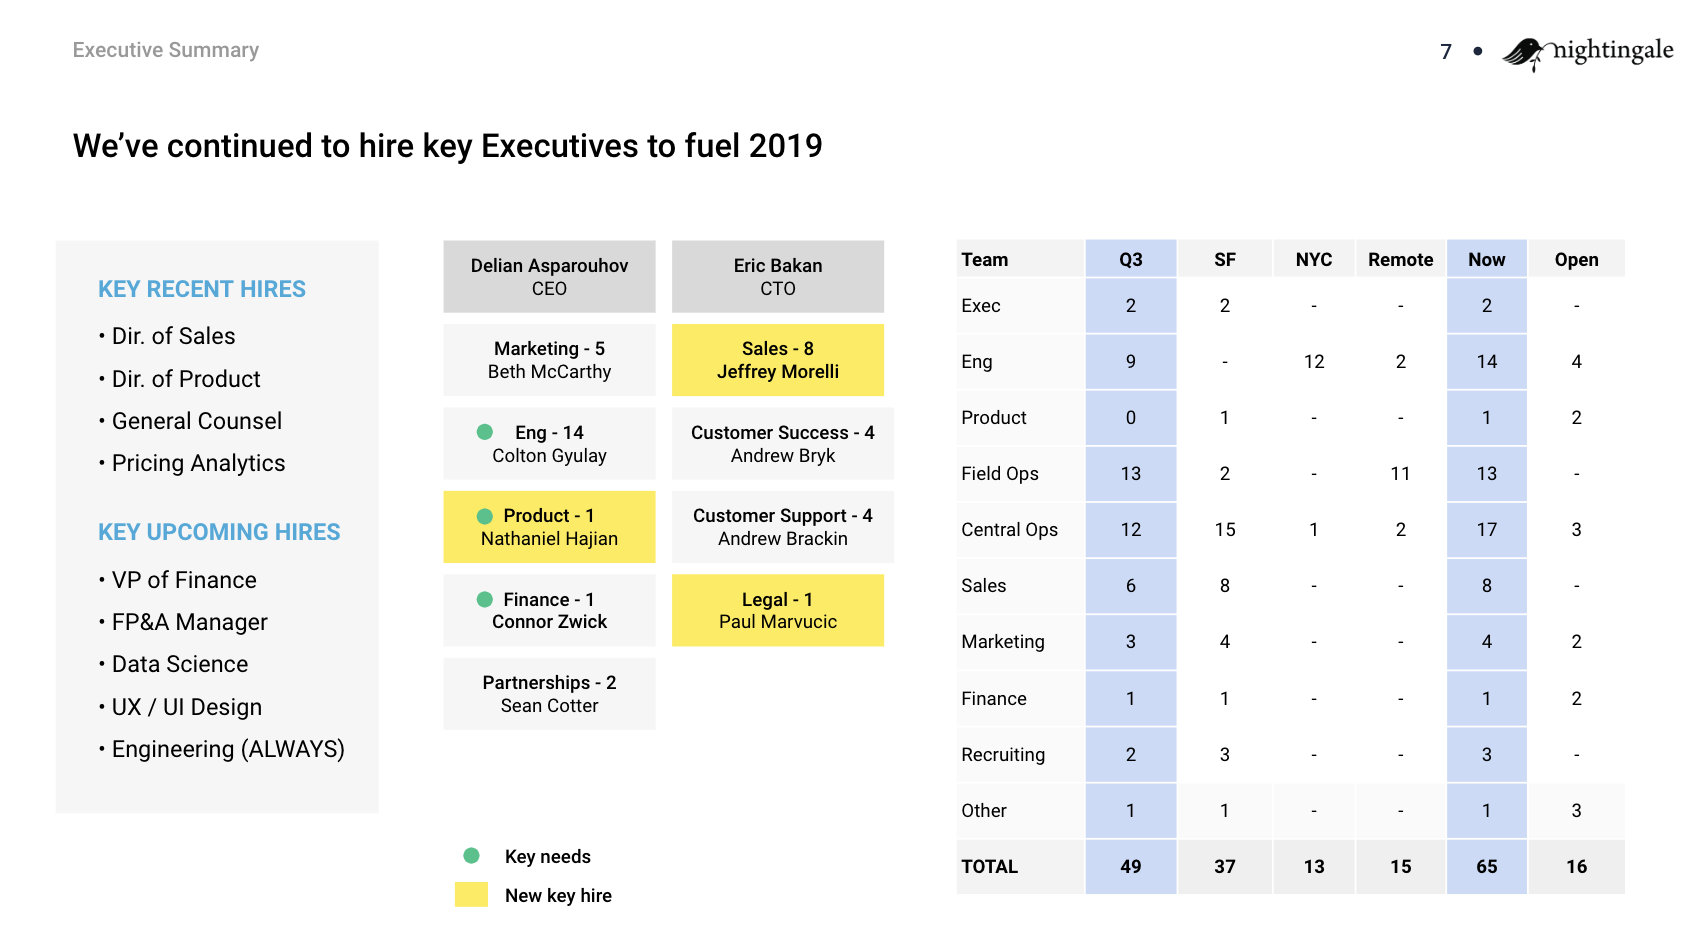 Executive Summary
7 • nightingale
We’ve continued to hire key Executives to fuel 2019
KEY RECENT HIRES
• Dir. of Sales
• Dir. of Product
• General Counsel
• Pricing Analytics
KEY UPCOMING HIRES
• VP of Finance
• FP&A Manager
• Data Science
• UX / UI Design
• Engineering (ALWAYS)
Delian Asparouhov
CEO
Eric Bakan
CTO
Marketing - 5
Beth McCarthy
Sales - 8
Jeffrey Morelli
Eng - 14
Colton Gyulay
Customer Success - 4
Andrew Bryk
Product - 1
Nathaniel Hajian
Customer Support - 4
Andrew Brackin
Finance - 1
Connor Zwick
Legal - 1
Paul Marvucic
Partnerships - 2
Sean Cotter
Key needs
New key hire
Team Q3 SF NYC Remote Now Open
Exec 2 2 - - 2 -
Eng 9 - 12 2 14 4
Product 0 1 - - 1 2
Field Ops 13 2 - 11 13 -
Central Ops 12 15 1 2 17 3
Sales 6 8 - - 8 -
Marketing 3 4 - - 4 2
Finance 1 1 - - 1 2
Recruiting 2 3 - - 3 -
Other 1 1 - - 1 3
TOTAL 49 37 13 15 65 16